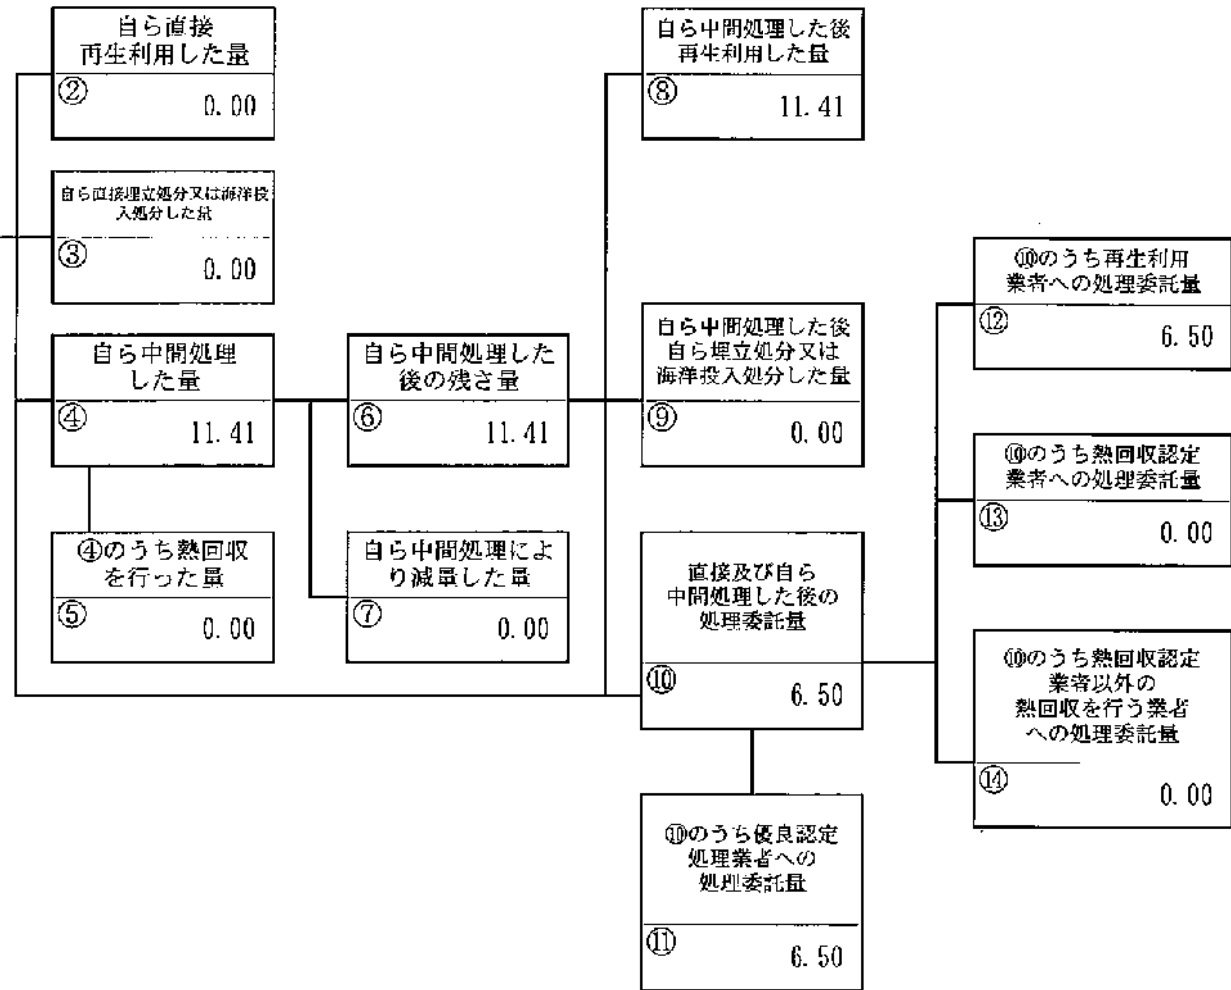 自ら直接
再生利用した量
②
0.00
自ら直接埋立処分又は海洋投
入処分した量
③
0.00
自ら中間処理
した量
④
11.41
④のうち熱回収
を行った量
⑤
0.00
自ら中間処理した
後の残さ量
⑥
11.41
自ら中間処理によ
り減量した量
⑦
0.00
自ら中間処理した後
再生利用した量
⑧
11.41
自ら中間処理した後
自ら埋立処分又は
海洋投入処分した量
⑨
0.00
直接及び自ら
中間処理した後の
処理委託量
⑩
6.50
⑩のうち優良認定
処理業者への
処理委託量
⑪
6.50
⑩のうち再生利用
業者への処理委託量
⑫
6.50
⑩のうち熱回収認定
業者への処理委託量
⑬
0.00
⑩のうち熱回収認定
業者以外の
熱回収を行う業者
への処理委託量
⑭
0.00